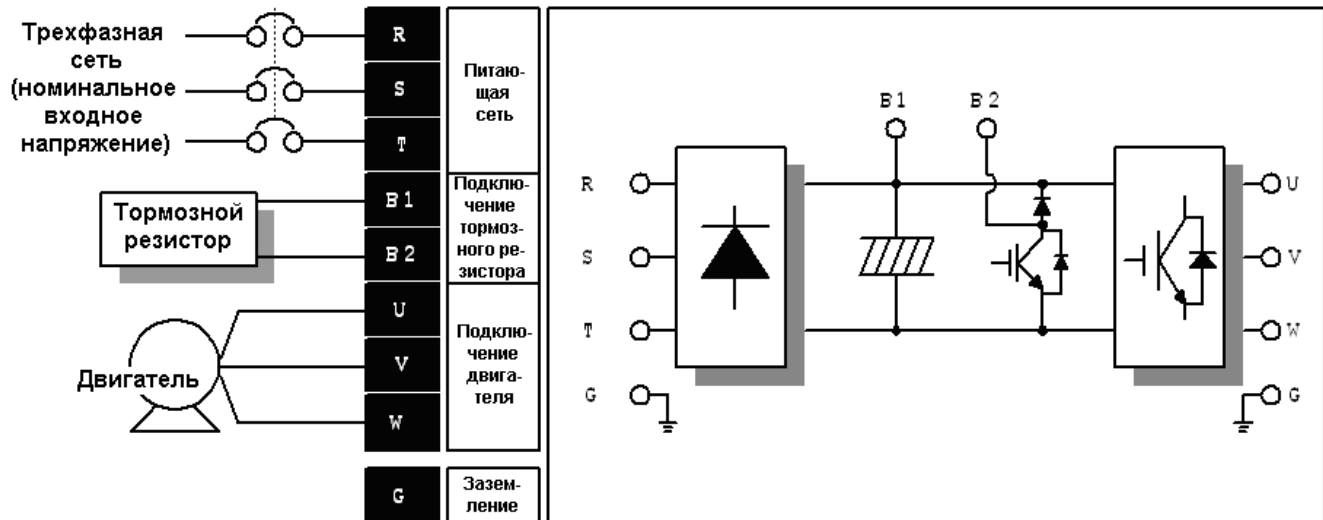 Трехфазная
сеть
(номинальное
входное
напряжение)
R
S
T
Питаю-
щая
сеть
Тормозной
резистор
B1
B2
Подклю-
чение
тормоз-
ного ре-
зистора
Двигатель
U
V
W
Подклю-
чение
двига-
теля
G
Зазем-
ление
B1
B2
R
S
T
G
U
V
W
G